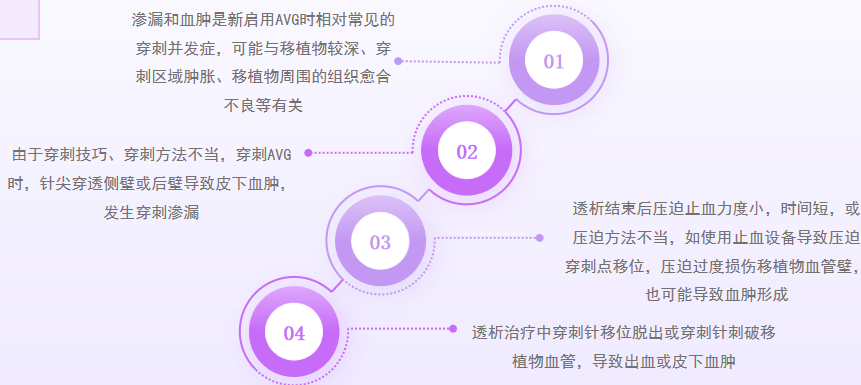 渗漏和血肿是新启用AVG时相对常见的
穿刺并发症，可能与移植物较深、穿
刺区域肿胀、移植物周围的组织愈合
不良等有关
01
由于穿刺技巧、穿刺方法不当，穿刺AVG
时，针尖穿透侧壁或后壁导致皮下血肿，
发生穿刺渗漏
02
03
透析结束后压迫止血力度小，时间短，或
压迫方法不当，如使用止血设备导致压迫
穿刺点移位，压迫过度损伤移植物血管璧，
也可能导致血肿形成
04
透析治疗中穿刺针移位脱出或穿刺针刺破移
植物血管，导致出血或皮下血肿